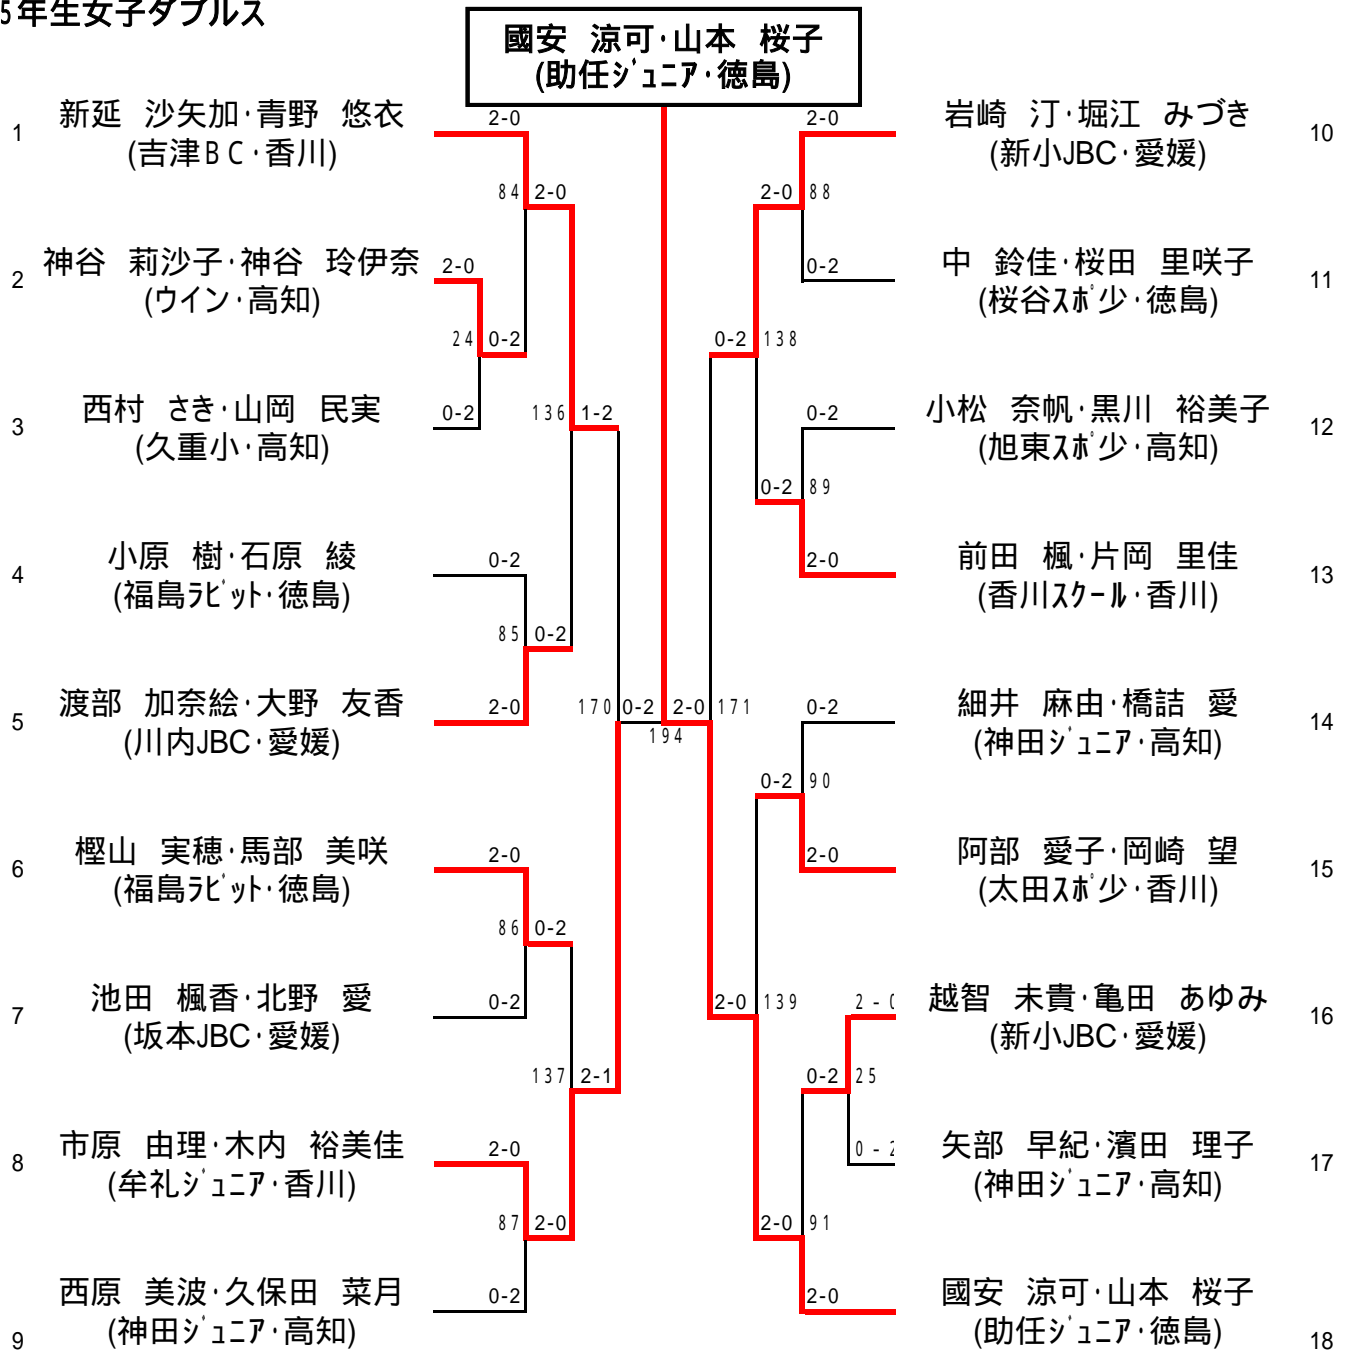 5年生女子ダブルス
國安 涼可・山本 桜子
(助任ｼﾞｭﾆｱ・徳島)
1
新延 沙矢加・青野 悠衣
(吉津ＢＣ・香川)
2-0
84
2-0
2
神谷 莉沙子・神谷 玲伊奈
(ウイン・高知)
2-0
24
0-2
3
西村 さき・山岡 民実
(久重小・高知)
0-2
136
1-2
4
小原 樹・石原 綾
(福島ﾗﾋﾞｯﾄ・徳島)
0-2
85
0-2
5
渡部 加奈絵・大野 友香
(川内JBC・愛媛)
2-0
170
0-2
2-0
171
194
6
樫山 実穂・馬部 美咲
(福島ﾗﾋﾞｯﾄ・徳島)
2-0
86
0-2
7
池田 楓香・北野 愛
(坂本JBC・愛媛)
0-2
137
2-1
8
市原 由理・木内 裕美佳
(牟礼ｼﾞｭﾆｱ・香川)
2-0
87
2-0
9
西原 美波・久保田 菜月
(神田ｼﾞｭﾆｱ・高知)
0-2
2-0
岩崎 汀・堀江 みづき
(新小JBC・愛媛)
10
2-0
88
0-2
中 鈴佳・桜田 里咲子
(桜谷ｽﾎﾟ少・徳島)
11
0-2
138
0-2
小松 奈帆・黒川 裕美子
(旭東ｽﾎﾟ少・高知)
12
0-2
89
2-0
前田 楓・片岡 里佳
(香川ｽｸｰﾙ・香川)
13
0-2
細井 麻由・橋詰 愛
(神田ｼﾞｭﾆｱ・高知)
14
0-2
90
2-0
阿部 愛子・岡崎 望
(太田ｽﾎﾟ少・香川)
15
2-0
139
2-0
越智 未貴・亀田 あゆみ
(新小JBC・愛媛)
16
0-2
25
0-2
矢部 早紀・濱田 理子
(神田ｼﾞｭﾆｱ・高知)
17
2-0
91
2-0
國安 涼可・山本 桜子
(助任ｼﾞｭﾆｱ・徳島)
18